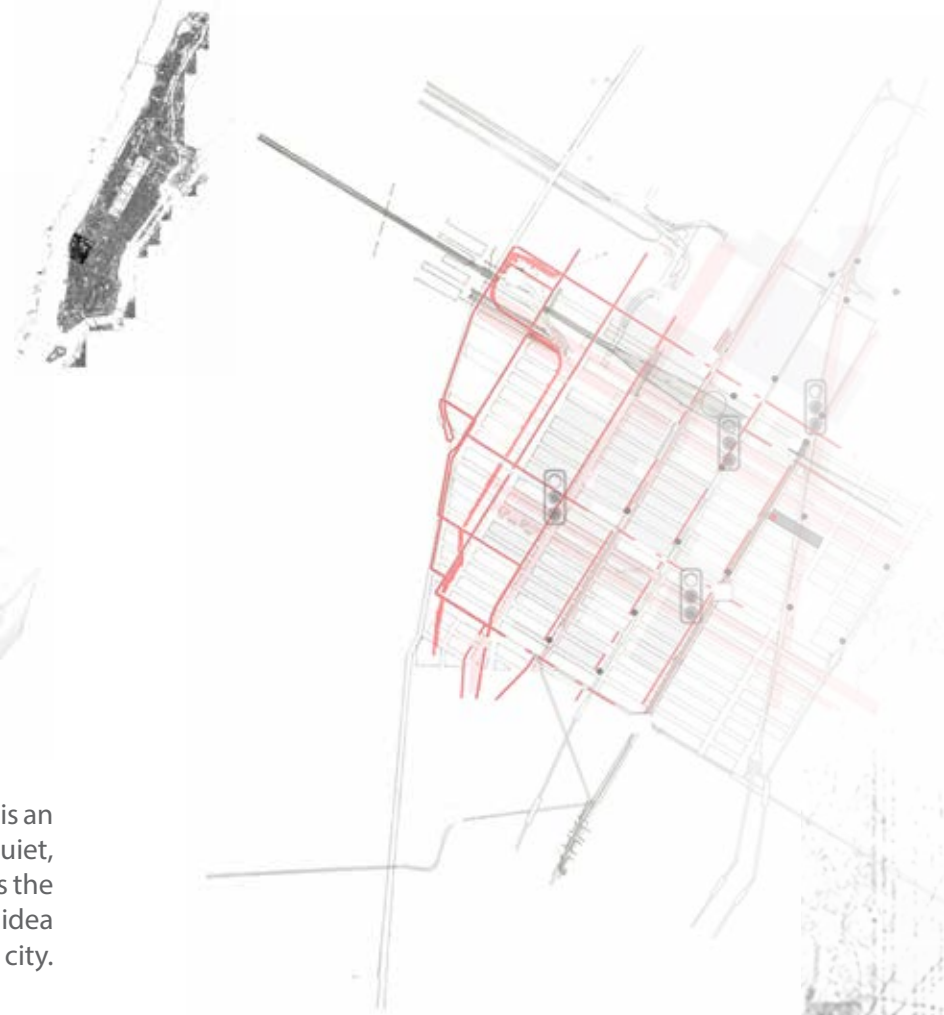 is an
uiet,
s the
idea
city.